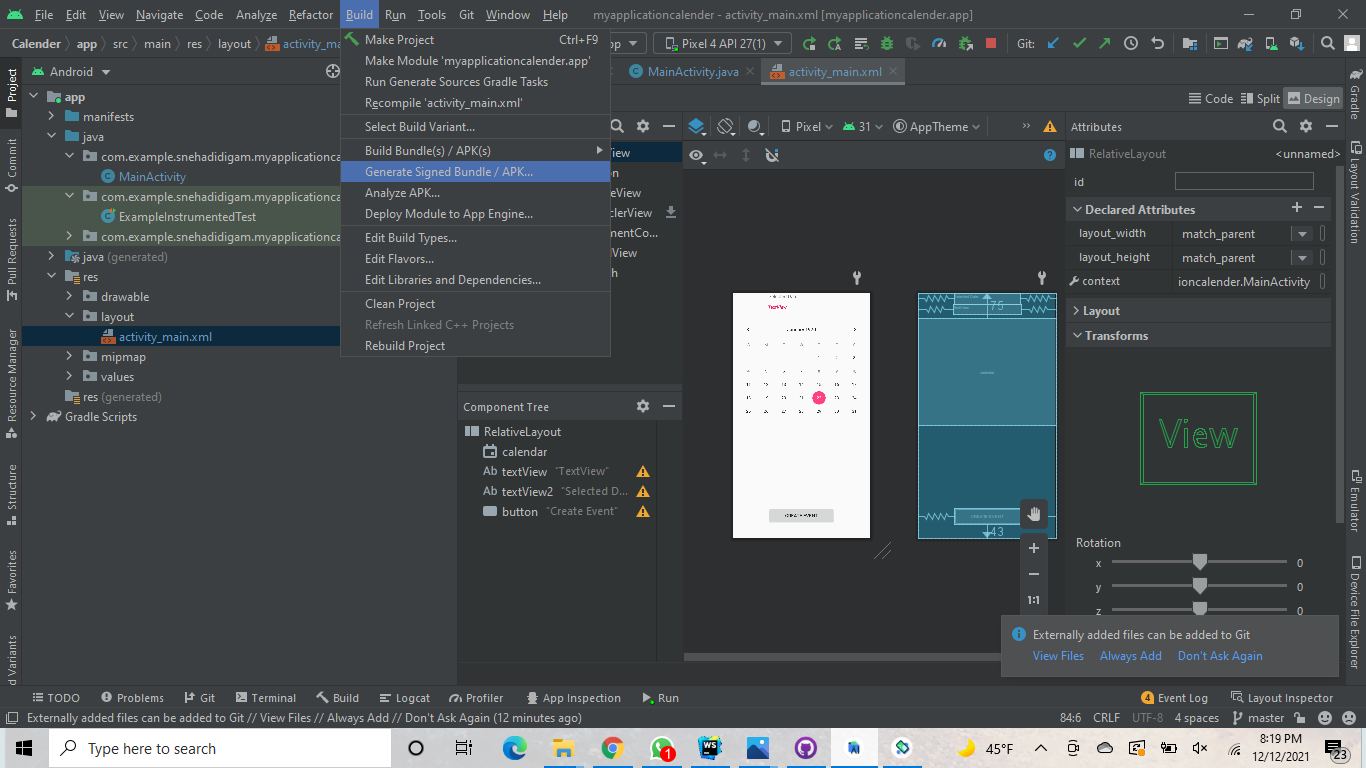 File Edit View Navigate Code Analyze Refactor Build Run Tools Git Window Help myapplicationcalender - activity_main.xml [myapplicationcalender.app]
Calender app src main res layout activity_ma
Make Project Ctrl+F9
Make Module 'myapplicationcalender.app'
Run Generate Sources Gradle Tasks
Recompile 'activity_main.xml'
Select Build Variant...
Build Bundle(s) / APK(s)
Generate Signed Bundle / APK...
Analyze APK...
Deploy Module to App Engine...
Edit Build Types...
Edit Flavors...
Edit Libraries and Dependencies...
Clean Project
Refresh Linked C++ Projects
Rebuild Project
Pixel 4 API 27(1) Git:
MainActivity.java activity_main.xml
Code Split Design
Project
Commit
Pull Requests
Resource Manager
Structure
Favorites
d Variants
Android
app
manifests
java
com.example.snehadidigam.myapplicationca
MainActivity
com.example.snehadidigam.myapplicationca
ExampleInstrumentedTest
com.example.snehadidigam.myapplicationca
java (generated)
res
drawable
layout
activity_main.xml
mipmap
values
res (generated)
Gradle Scripts
Component Tree
RelativeLayout
calendar
Ab textView "TextView"
Ab textView2 "Selected D...
button "Create Event"
Pixel 31 AppTheme
TextView
January 1970
CREATE EVENT
75
43
1:1
Attributes
RelativeLayout <unnamed>
id
Declared Attributes
layout_width match_parent
layout_height match_parent
context ioncalender.MainActivity
Layout
Transforms
View
Rotation
x 0
y 0
z 0
Gradle
Layout Validation
Emulator
Device File Explorer
Externally added files can be added to Git
View Files Always Add Don't Ask Again
TODO Problems Git Terminal Build Logcat Profiler App Inspection Run 4 Event Log Layout Inspector
Externally added files can be added to Git // View Files // Always Add // Don't Ask Again (12 minutes ago) 84:6 CRLF UTF-8 4 spaces master
Type here to search
1
WS
45°F
8:19 PM
12/12/2021
23